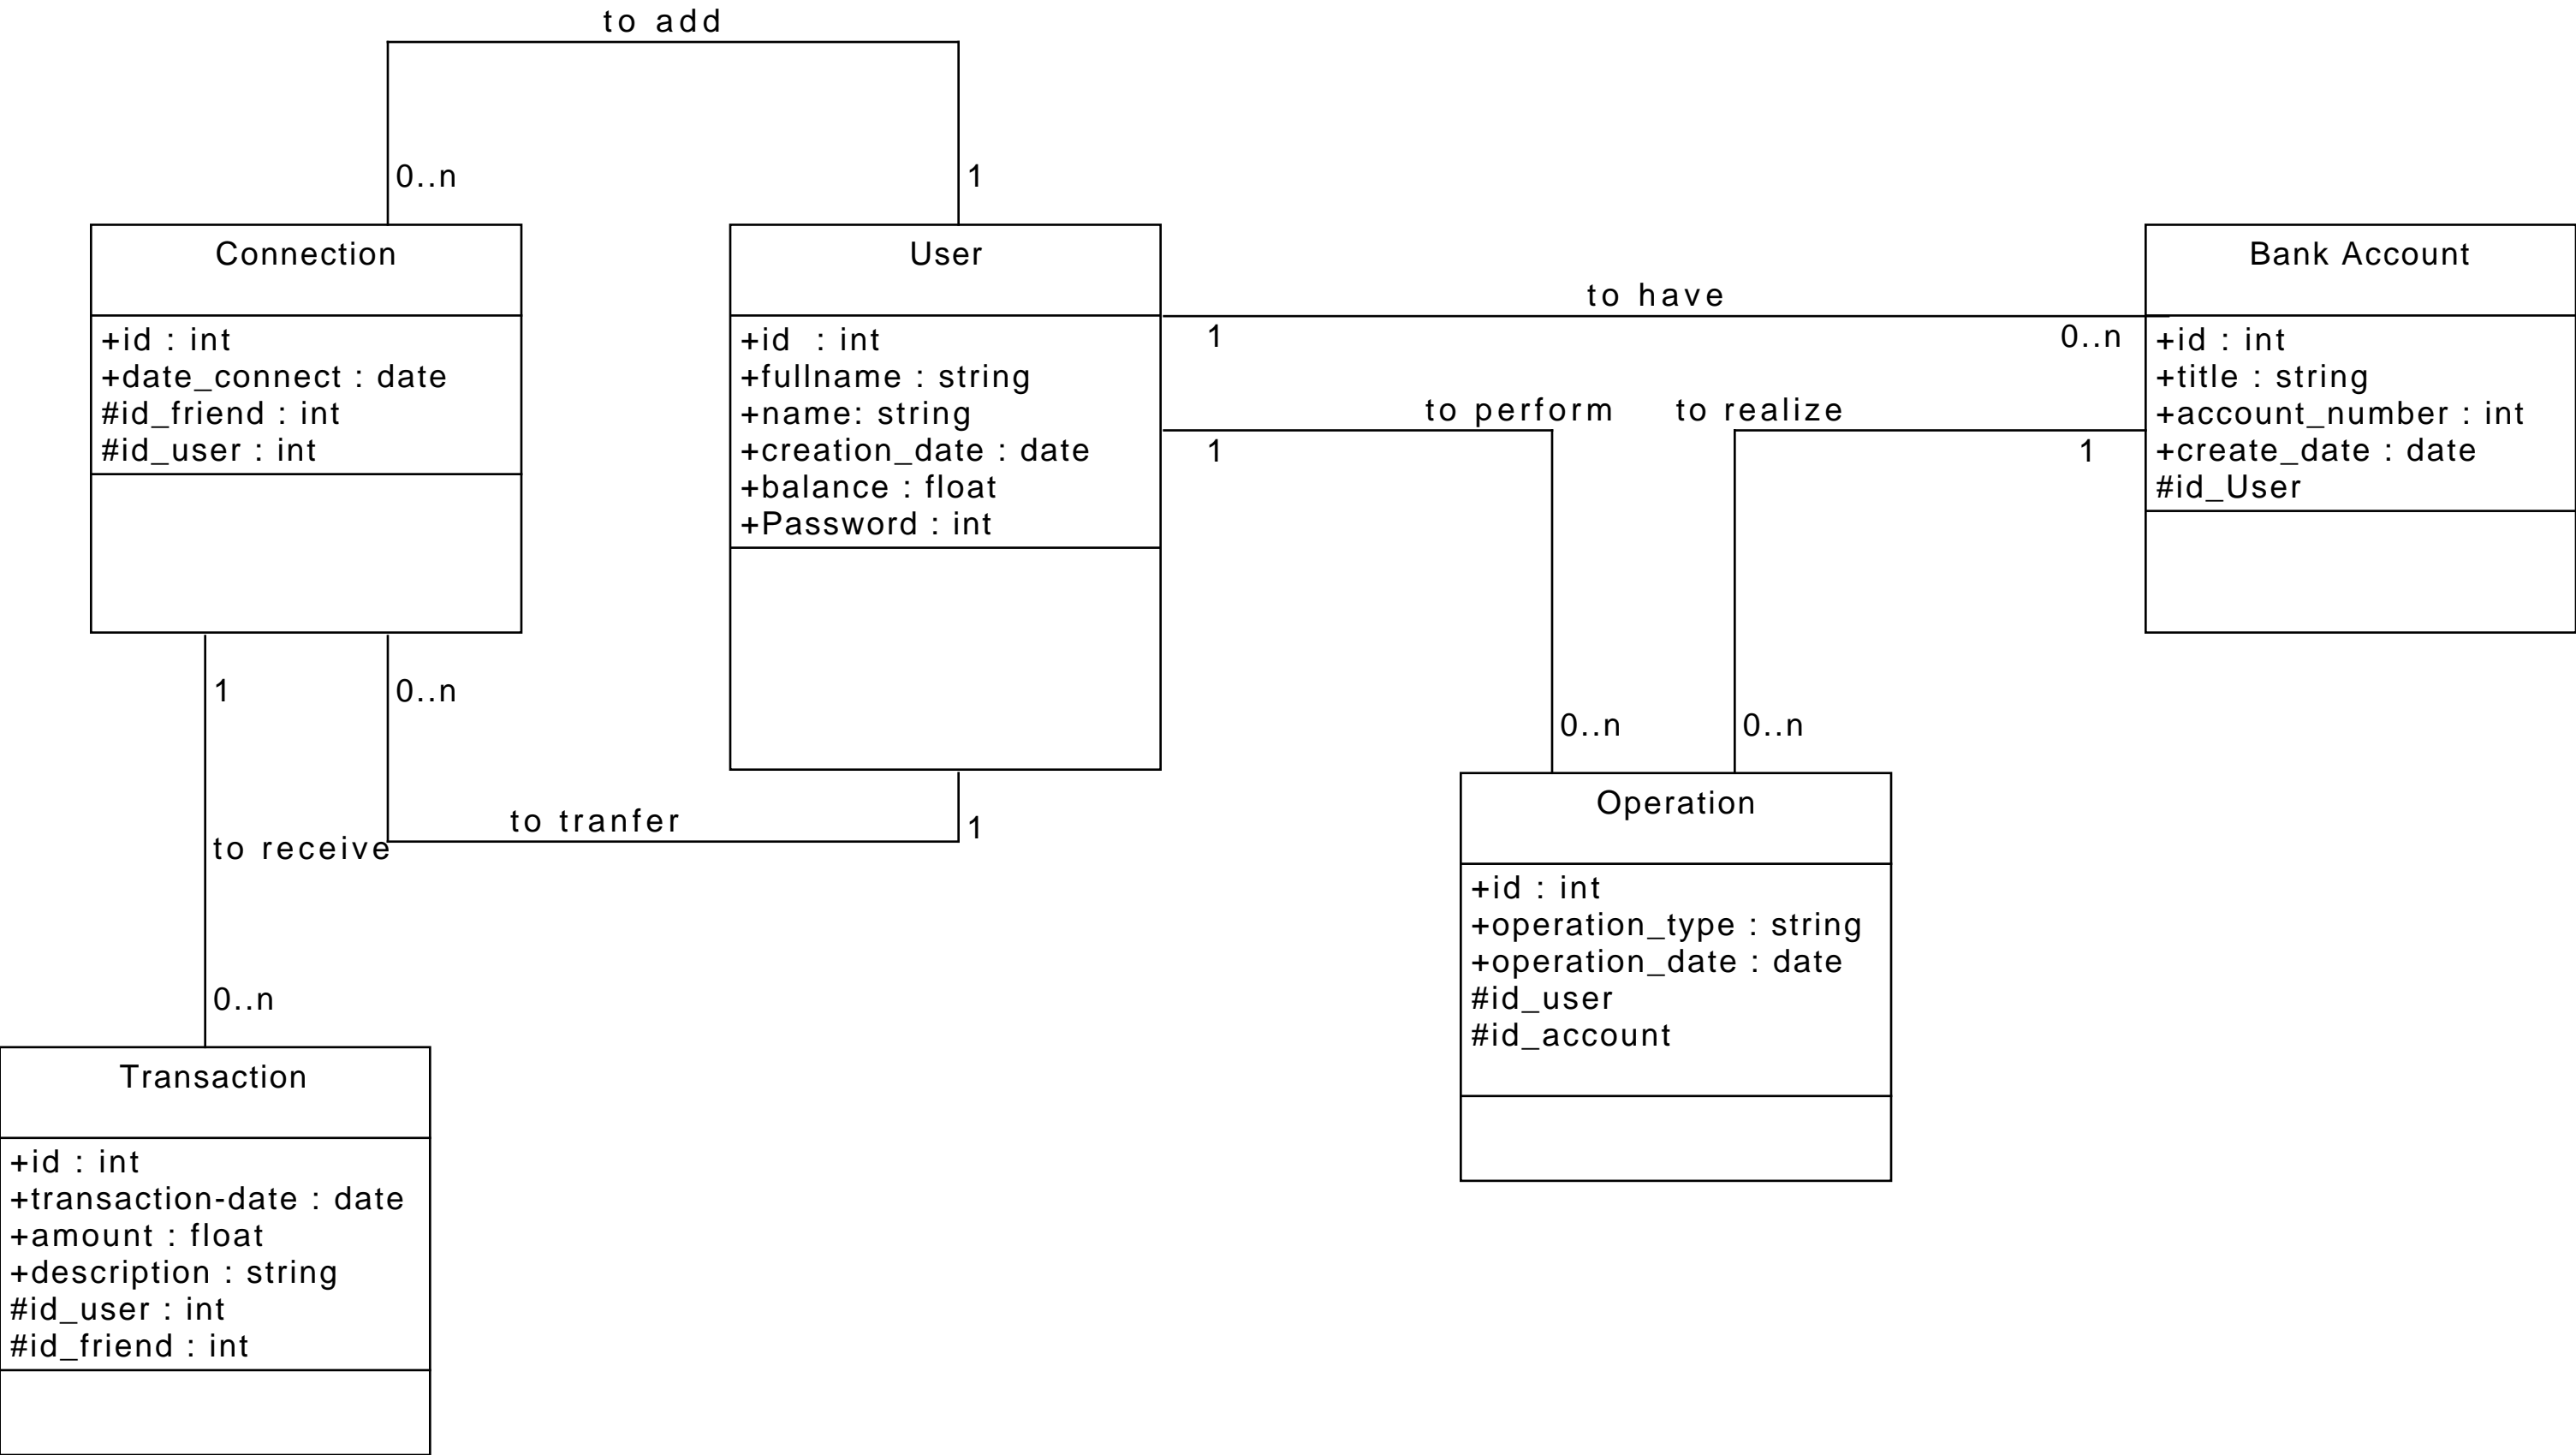 to add
0..n
1
Connection
+id : int
+date_connect : date
#id_friend : int
#id_user : int
User
+id  : int
+fullname : string
+name: string
+creation_date : date
+balance : float
+Password : int
to have
1
0..n
Bank Account
+id : int
+title : string
+account_number : int
+create_date : date
#id_User
to perform
1
0..n
to realize
1
0..n
1
0..n
to tranfer
1
to receive
0..n
Operation
+id : int
+operation_type : string
+operation_date : date
#id_user
#id_account
Transaction
+id : int
+transaction-date : date
+amount : float
+description : string
#id_user : int
#id_friend : int